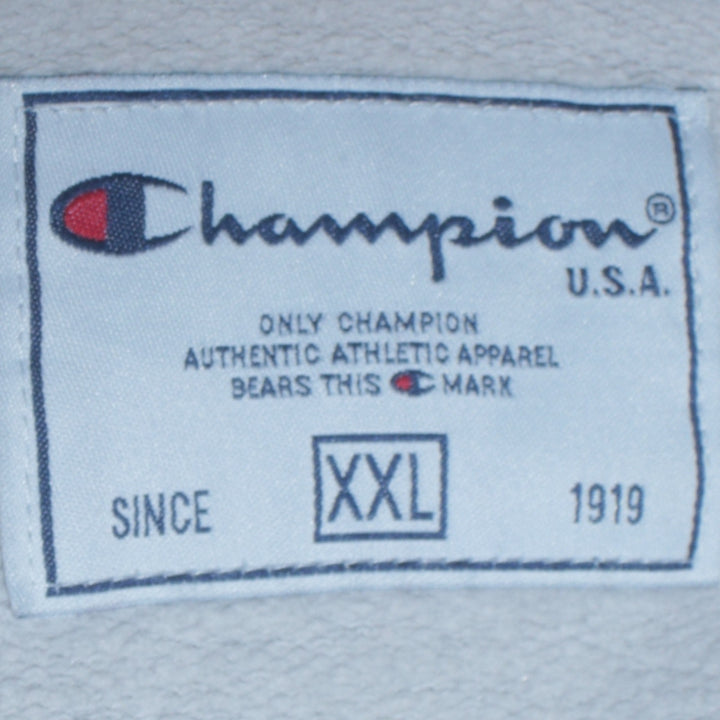 Champion®
U.S.A.
ONLY CHAMPION
AUTHENTIC ATHLETIC APPAREL
BEARS THIS C MARK
SINCE XXL 1919